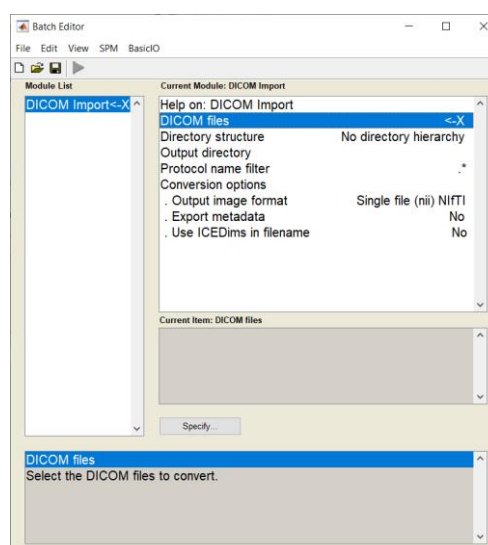 Batch Editor
File Edit View SPM BasicIO
Module List
DICOM Import<-X
Current Module: DICOM Import
Help on: DICOM Import
DICOM files <-X
Directory structure No directory hierarchy
Output directory
Protocol name filter .*
Conversion options
. Output image format Single file (nii) NIfTI
. Export metadata No
. Use ICEDims in filename No
Current Item: DICOM files
Specify...
DICOM files
Select the DICOM files to convert.